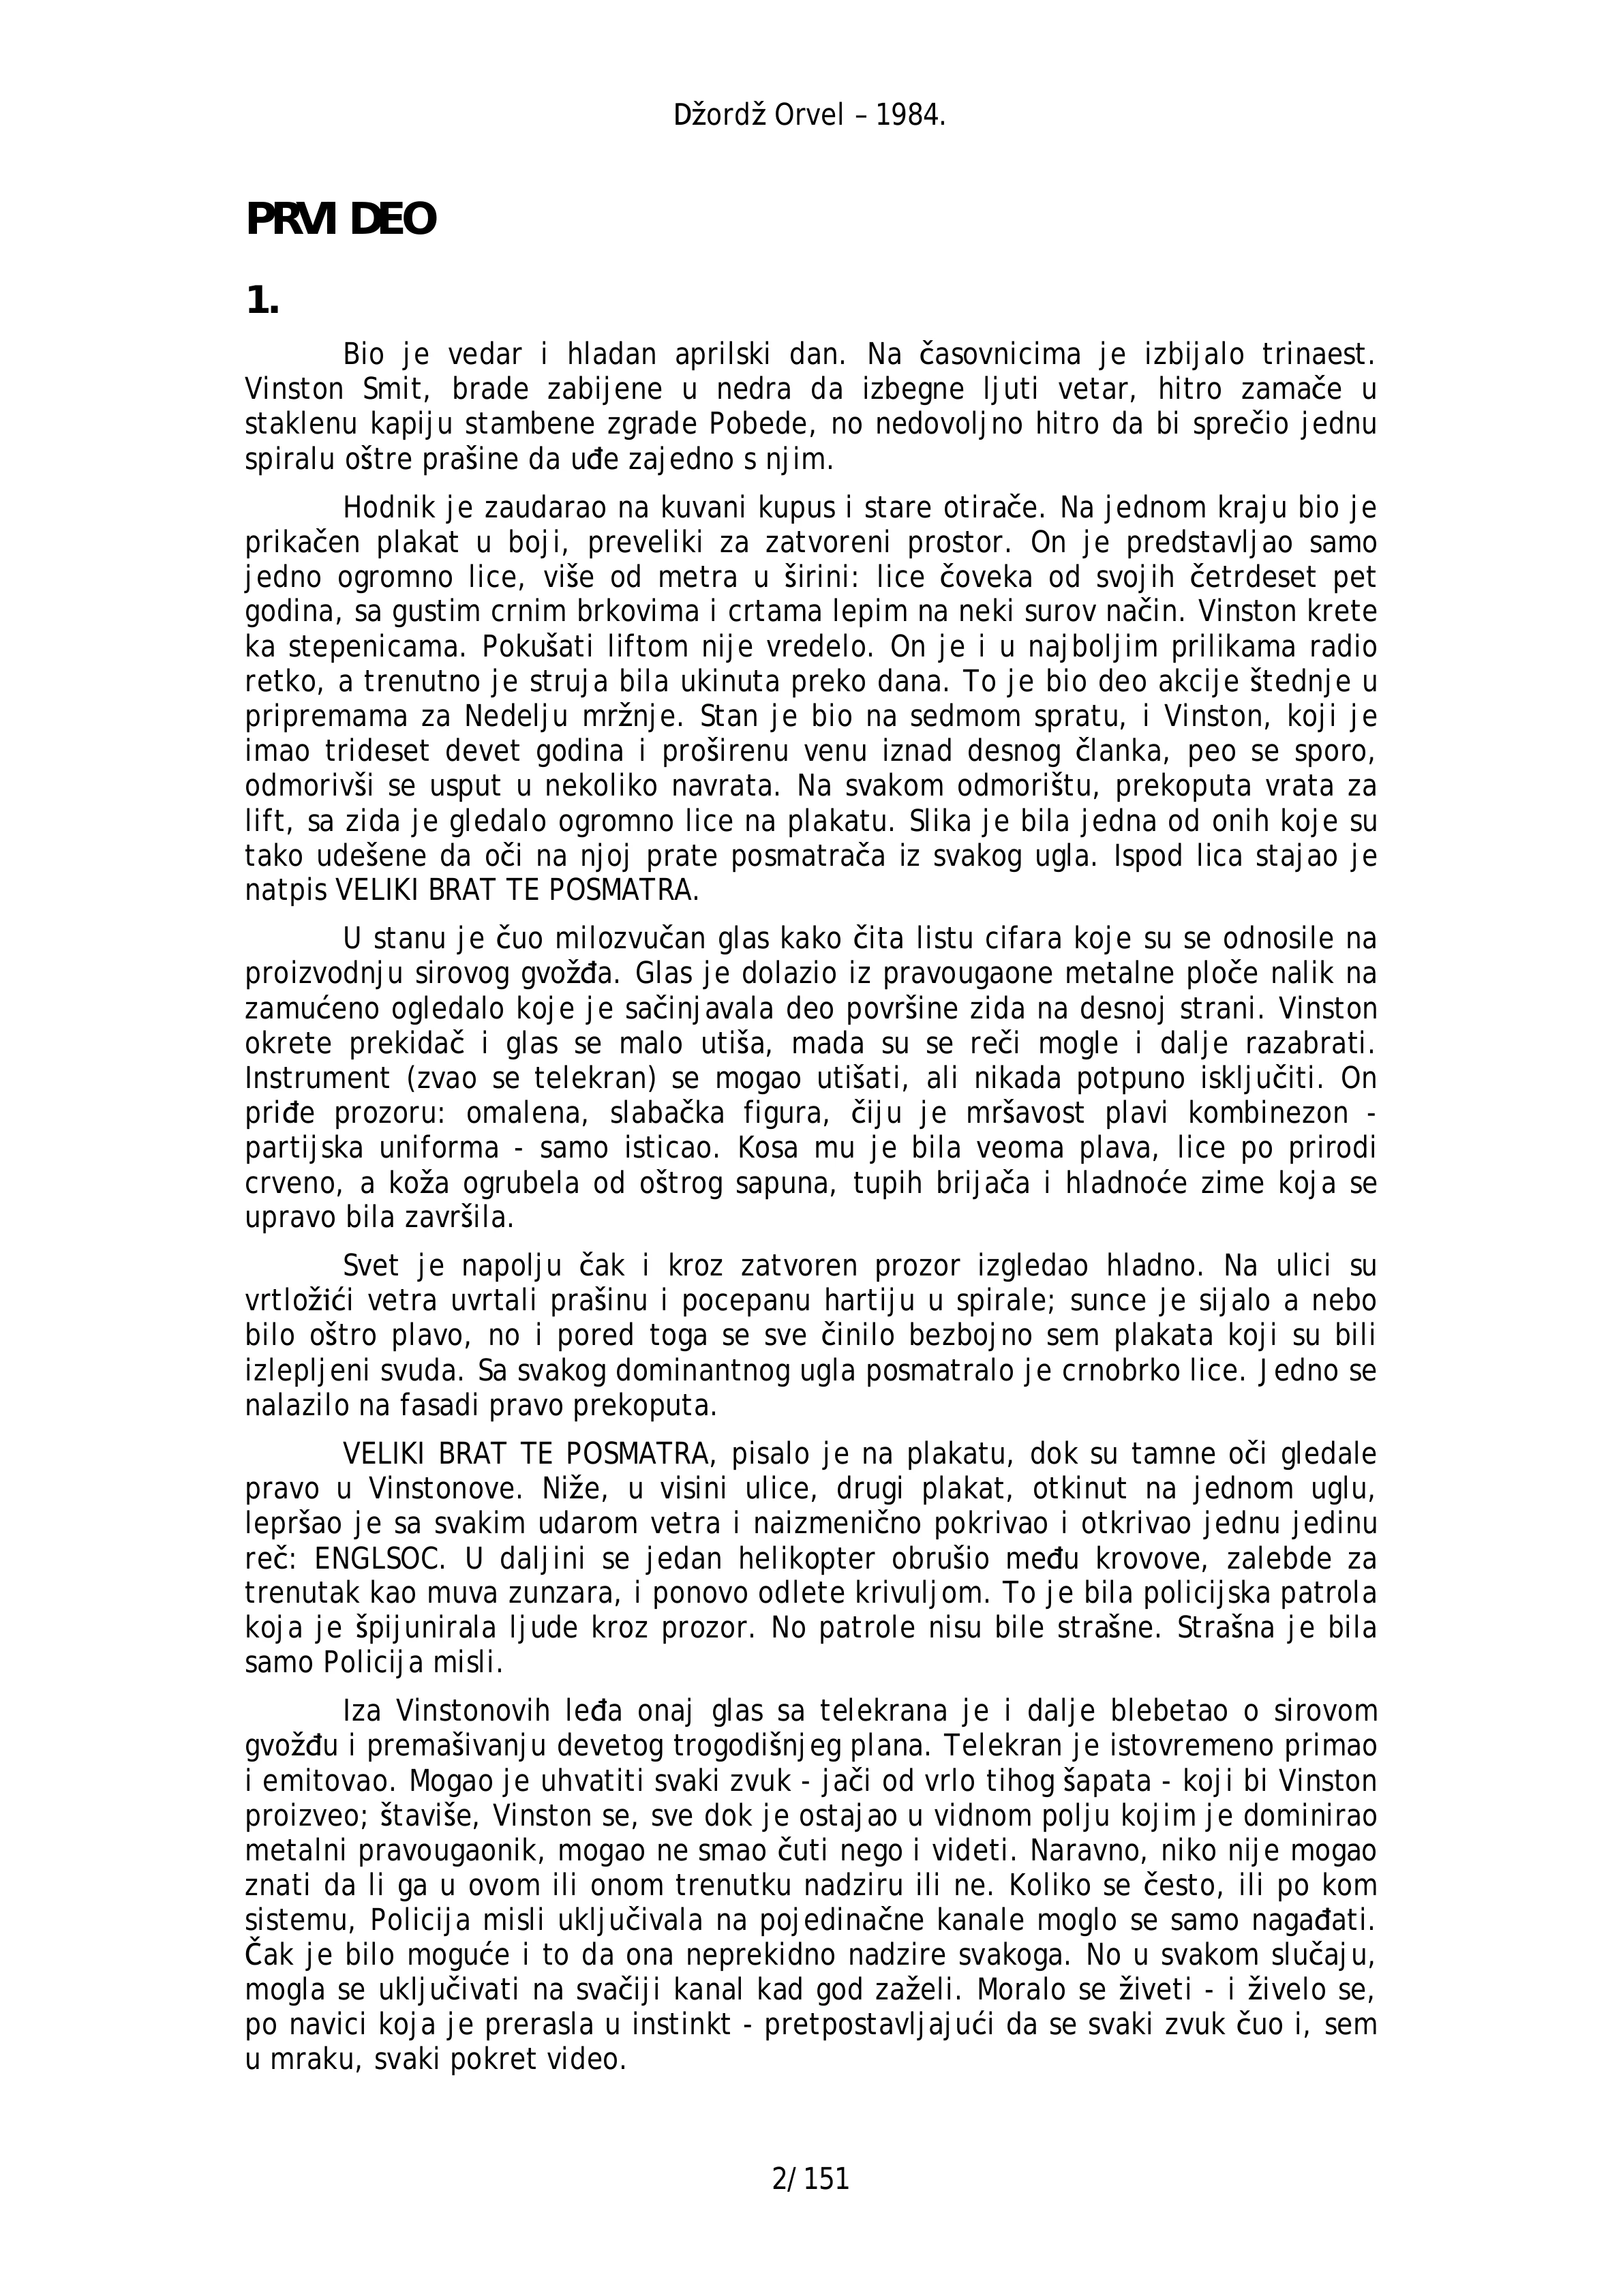 Džordž Orvel – 1984.
PRVI DEO
1.
Bio je vedar i hladan aprilski dan. Na časovnicima je izbijalo trinaest.
Vinston Smit, brade zabijene u nedra da izbegne ljuti vetar, hitro zamače u
staklenu kapiju stambene zgrade Pobede, no nedovoljno hitro da bi sprečio jednu
spiralu oštre prašine da uđe zajedno s njim.
Hodnik je zaudarao na kuvani kupus i stare otirače. Na jednom kraju bio je
prikačen plakat u boji, preveliki za zatvoreni prostor. On je predstavljao samo
jedno ogromno lice, više od metra u širini: lice čoveka od svojih četrdeset pet
godina, sa gustim crnim brkovima i crtama lepim na neki surov način. Vinston krete
ka stepenicama. Pokušati liftom nije vredelo. On je i u najboljim prilikama radio
retko, a trenutno je struja bila ukinuta preko dana. To je bio deo akcije štednje u
pripremama za Nedelju mržnje. Stan je bio na sedmom spratu, i Vinston, koji je
imao trideset devet godina i proširenu venu iznad desnog članka, peo se sporo,
odmorivši se usput u nekoliko navrata. Na svakom odmorištu, prekoputa vrata za
lift, sa zida je gledalo ogromno lice na plakatu. Slika je bila jedna od onih koje su
tako udešene da oči na njoj prate posmatrača iz svakog ugla. Ispod lica stajao je
natpis VELIKI BRAT TE POSMATRA.
U stanu je čuo milozvučan glas kako čita listu cifara koje su se odnosile na
proizvodnju sirovog gvožđa. Glas je dolazio iz pravougaone metalne ploče nalik na
zamućeno ogledalo koje je sačinjavala deo površine zida na desnoj strani. Vinston
okrete prekidač i glas se malo utiša, mada su se reči mogle i dalje razabrati.
Instrument (zvao se telekran) se mogao utišati, ali nikada potpuno isključiti. On
priđe prozoru: omalena, slabačka figura, čiju je mršavost plavi kombinezon -
partijska uniforma - samo isticao. Kosa mu je bila veoma plava, lice po prirodi
crveno, a koža ogrubela od oštrog sapuna, tupih brijača i hladnoće zime koja se
upravo bila završila.
Svet je napolju čak i kroz zatvoren prozor izgledao hladno. Na ulici su
vrtložići vetra uvrtali prašinu i pocepanu hartiju u spirale; sunce je sijalo a nebo
bilo oštro plavo, no i pored toga se sve činilo bezbojno sem plakata koji su bili
izlepljeni svuda. Sa svakog dominantnog ugla posmatralo je crnobrko lice. Jedno se
nalazilo na fasadi pravo prekoputa.
VELIKI BRAT TE POSMATRA, pisalo je na plakatu, dok su tamne oči gledale
pravo u Vinstonove. Niže, u visini ulice, drugi plakat, otkinut na jednom uglu,
lepršao je sa svakim udarom vetra i naizmenično pokrivao i otkrivao jednu jedinu
reč: ENGLSOC. U daljini se jedan helikopter obrušio među krovove, zalebde za
trenutak kao muva zunzara, i ponovo odlete krivuljom. To je bila policijska patrola
koja je špijunirala ljude kroz prozor. No patrole nisu bile strašne. Strašna je bila
samo Policija misli.
Iza Vinstonovih leđa onaj glas sa telekrana je i dalje blebetao o sirovom
gvožđu i premašivanju devetog trogodišnjeg plana. Telekran je istovremeno primao
i emitovao. Mogao je uhvatiti svaki zvuk - jači od vrlo tihog šapata - koji bi Vinston
proizveo; štaviše, Vinston se, sve dok je ostajao u vidnom polju kojim je dominirao
metalni pravougaonik, mogao ne smao čuti nego i videti. Naravno, niko nije mogao
znati da li ga u ovom ili onom trenutku nadziru ili ne. Koliko se često, ili po kom
sistemu, Policija misli uključivala na pojedinačne kanale moglo se samo nagađati.
Čak je bilo moguće i to da ona neprekidno nadzire svakoga. No u svakom slučaju,
mogla se uključivati na svačiji kanal kad god zaželi. Moralo se živeti - i živelo se,
po navici koja je prerasla u instinkt - pretpostavljajući da se svaki zvuk čuo i, sem
u mraku, svaki pokret video.
2/151